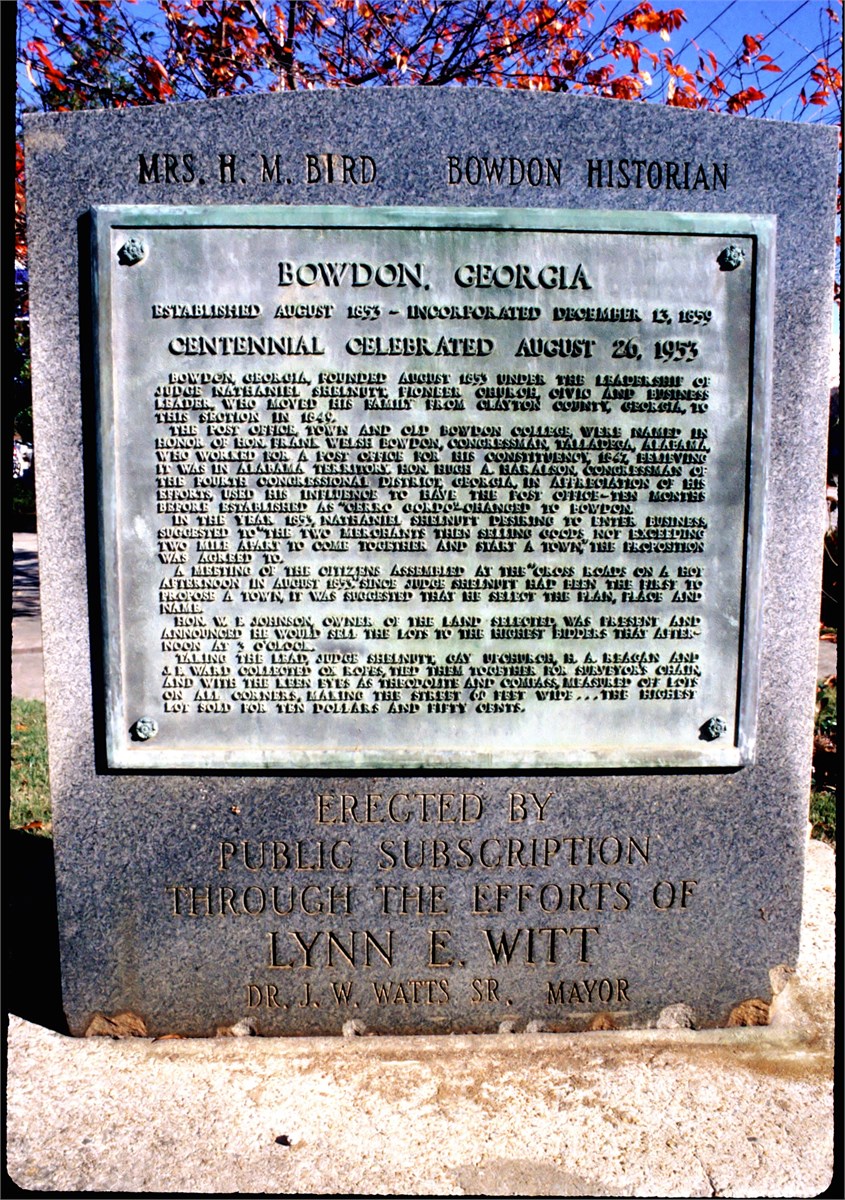 MRS. H. M. BIRD    BOWDON HISTORIAN
BOWDON, GEORGIA
ESTABLISHED AUGUST 1853 – INCORPORATED DECEMBER 13, 1859
CENTENNIAL CELEBRATED AUGUST 26, 1953
BOWDON, GEORGIA, FOUNDED AUGUST 1853 UNDER THE LEADERSHIP OF
JUDGE NATHANIEL SHELNUTT, PIONEER CHURCH, CIVIC AND BUSINESS
LEADER, WHO MOVED HIS FAMILY FROM CLAYTON COUNTY, GEORGIA, TO
THIS SECTION IN 1849.
THE POST OFFICE, TOWN AND OLD BOWDON COLLEGE WERE NAMED IN
HONOR OF HON. FRANK WELSH BOWDON, CONGRESSMAN, TALLADEGA, ALABAMA,
WHO WORKED FOR A POST OFFICE FOR HIS CONSTITUENCY, 1847, BELIEVING
IT WAS IN ALABAMA TERRITORY. HON. HUGH A. HARALSON, CONGRESSMAN OF
THE FOURTH CONGRESSIONAL DISTRICT, GEORGIA, IN APPRECIATION OF HIS
EFFORTS, USED HIS INFLUENCE TO HAVE THE POST OFFICE–TEN MONTHS
BEFORE ESTABLISHED AS "CERRO GORDO"–CHANGED TO BOWDON.
IN THE YEAR 1853, NATHANIEL SHELNUTT DESIRING TO ENTER BUSINESS,
SUGGESTED TO "THE TWO MERCHANTS THEN SELLING GOODS, NOT EXCEEDING
TWO MILE APART TO COME TOGETHER AND START A TOWN," THE PROPOSITION
WAS AGREED TO.
A MEETING OF THE CITIZENS ASSEMBLED AT THE "CROSS ROADS ON A HOT
AFTERNOON IN AUGUST 1853." SINCE JUDGE SHELNUTT HAD BEEN THE FIRST TO
PROPOSE A TOWN, IT WAS SUGGESTED THAT HE SELECT THE PLAN, PLACE AND
NAME.
HON. W. P. JOHNSON, OWNER OF THE LAND SELECTED, WAS PRESENT AND
ANNOUNCED HE WOULD SELL THE LOTS TO THE HIGHEST BIDDERS THAT AFTER-
NOON AT 3 O'CLOCK.
TAKING THE LEAD, JUDGE SHELNUTT, GAY UPCHURCH, H. A. REAGAN AND
J. R. WARD COLLECTED OX ROPES, TIED THEM TOGETHER FOR SURVEYOR'S CHAIN,
AND WITH THE KEEN EYES AS THEODOLITE AND COMPASS, MEASURED OFF LOTS
ON ALL CORNERS, MAKING THE STREET 60 FEET WIDE...THE HIGHEST
LOT SOLD FOR TEN DOLLARS AND FIFTY CENTS.
ERECTED BY
PUBLIC SUBSCRIPTION
THROUGH THE EFFORTS OF
LYNN E. WITT
DR. J. W. WATTS SR.    MAYOR